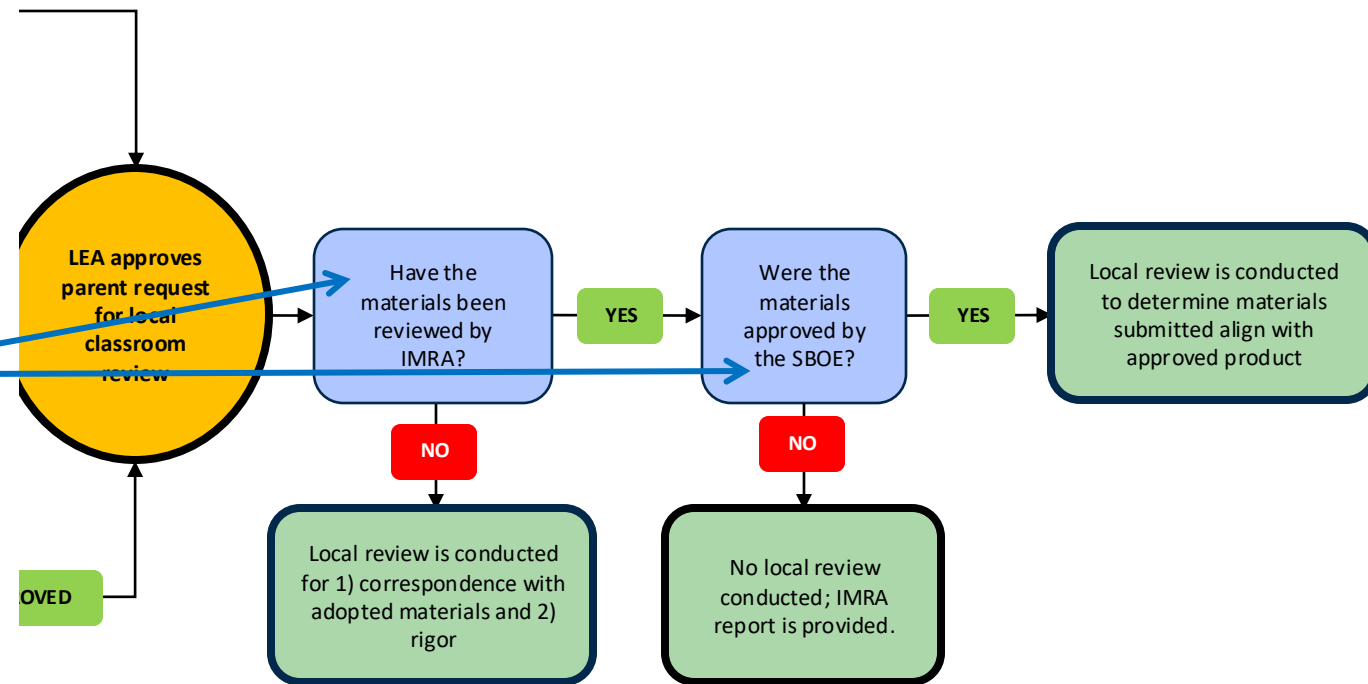 LEA approves
parent request
for local
classroom
review
Have the
materials been
reviewed by
IMRA?
YES
Were the
materials
approved by
the SBOE?
YES
Local review is conducted
to determine materials
submitted align with
approved product
NO
NO
Local review is conducted
for 1) correspondence with
adopted materials and 2)
rigor
No local review
conducted; IMRA
report is provided.
OVED